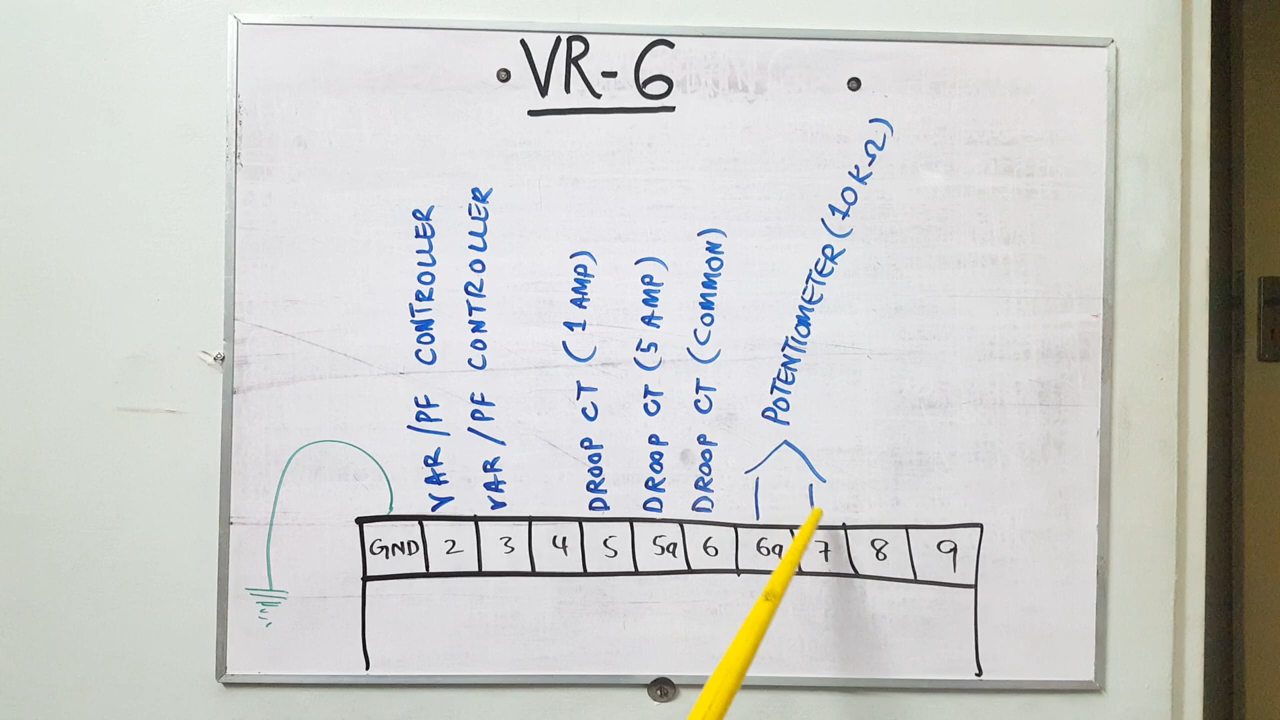 VR-6
VAR/PF CONTROLLER
VAR/PF CONTROLLER
DROOP CT (1 AMP)
DROOP CT (5 AMP)
DROOP CT (COMMON)
POTENTIOMETER (10KΩ)
GND 2 3 4 5 5a 6 6a 7 8 9